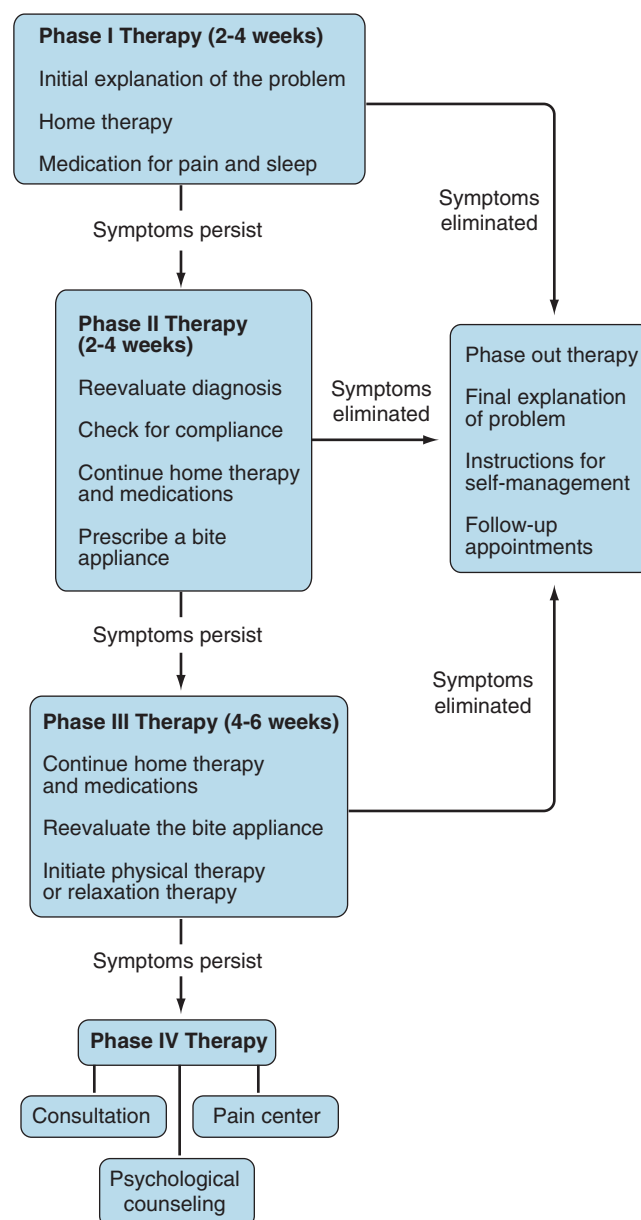 Phase I Therapy (2-4 weeks)
Initial explanation of the problem
Home therapy
Medication for pain and sleep
Symptoms
eliminated
Symptoms persist
Phase II Therapy
(2-4 weeks)
Reevaluate diagnosis
Check for compliance
Continue home therapy
and medications
Prescribe a bite
appliance
Symptoms
eliminated
Phase out therapy
Final explanation
of problem
Instructions for
self-management
Follow-up
appointments
Symptoms persist
Symptoms
eliminated
Phase III Therapy (4-6 weeks)
Continue home therapy
and medications
Reevaluate the bite appliance
Initiate physical therapy
or relaxation therapy
Symptoms persist
Phase IV Therapy
Consultation
Pain center
Psychological
counseling